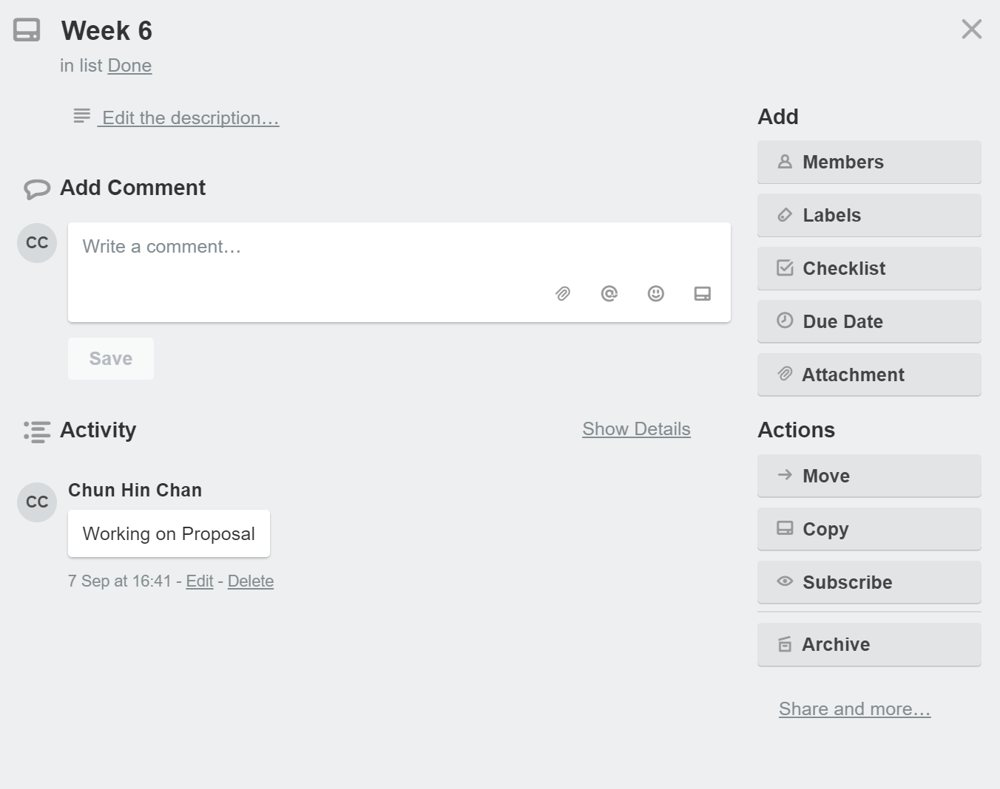 Week 6
in list Done
Edit the description…
Add Comment
CC
Write a comment…
Save
Activity
Show Details
CC
Chun Hin Chan
Working on Proposal
7 Sep at 16:41 - Edit - Delete
Add
Members
Labels
Checklist
Due Date
Attachment
Actions
Move
Copy
Subscribe
Archive
Share and more…